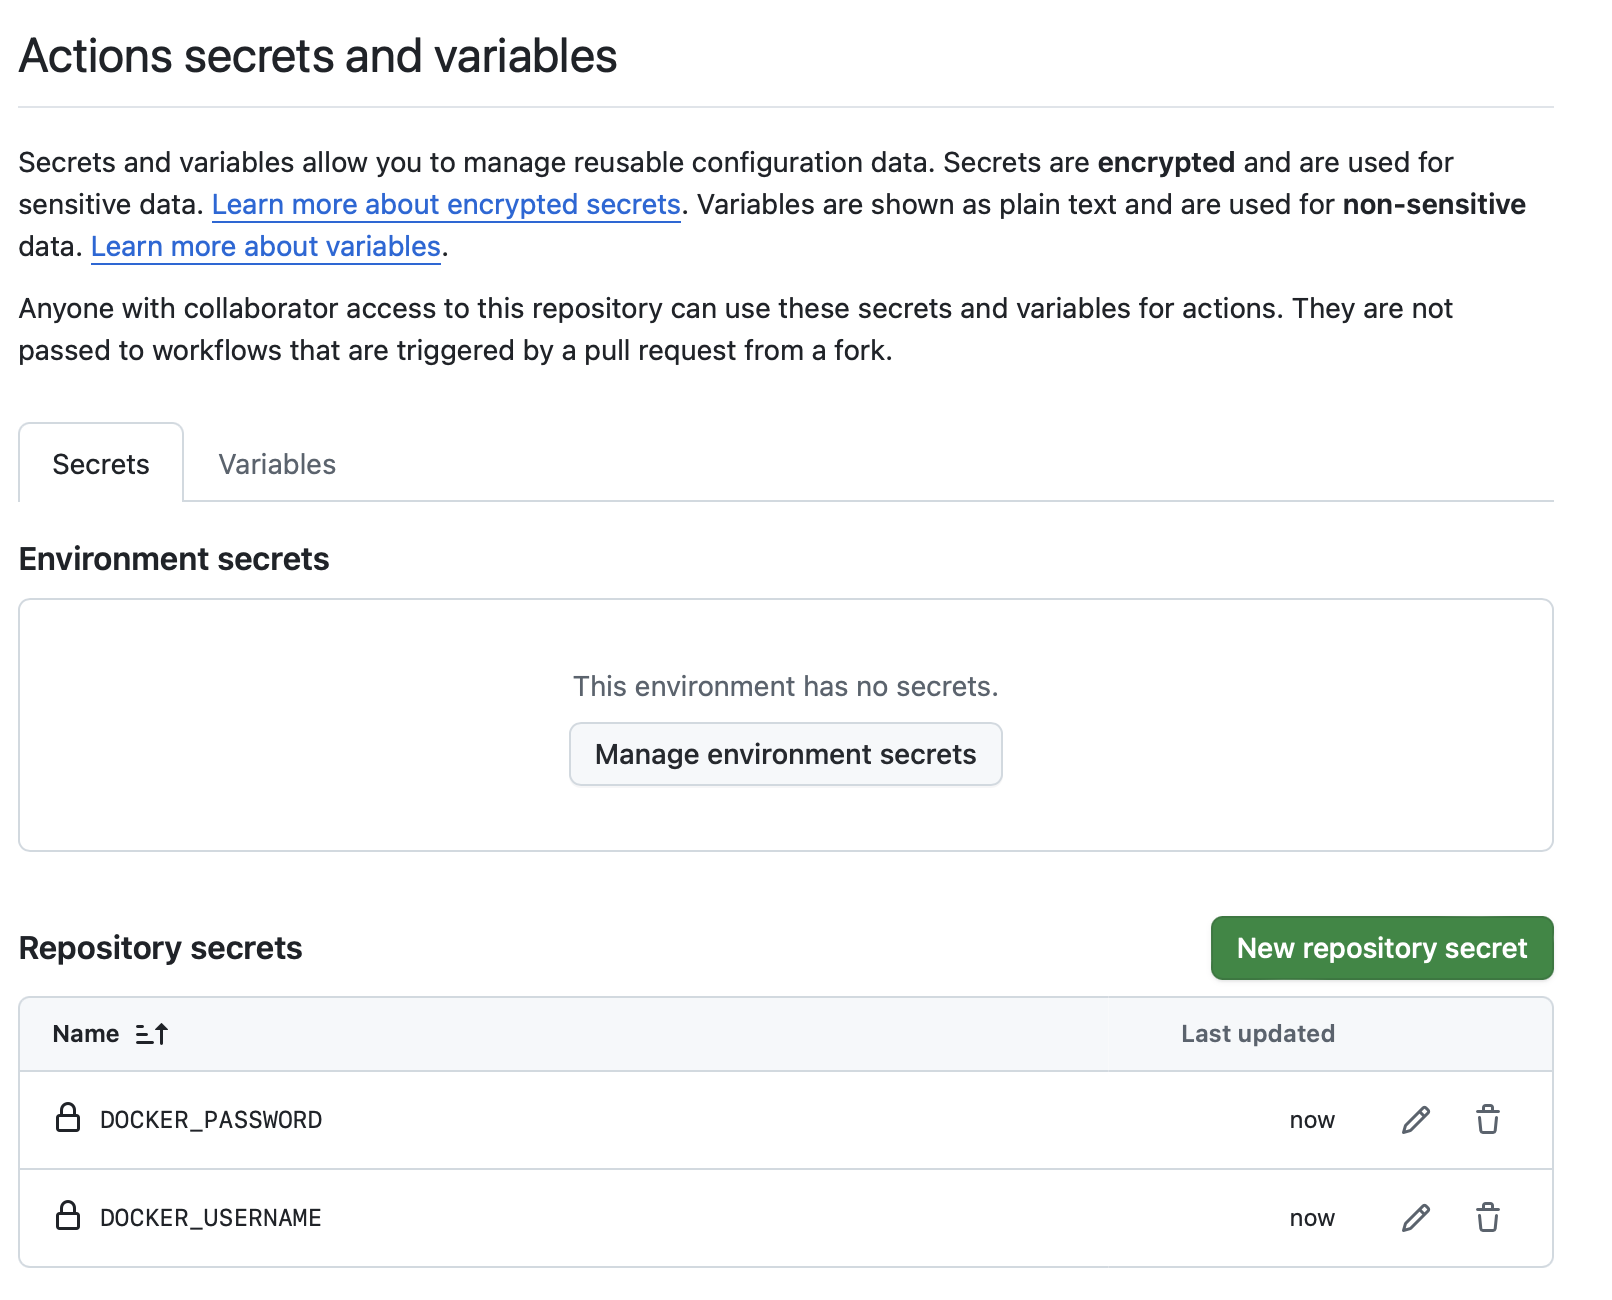 Actions secrets and variables
Secrets and variables allow you to manage reusable configuration data. Secrets are encrypted and are used for
sensitive data. Learn more about encrypted secrets. Variables are shown as plain text and are used for non-sensitive
data. Learn more about variables.
Anyone with collaborator access to this repository can use these secrets and variables for actions. They are not
passed to workflows that are triggered by a pull request from a fork.
Secrets Variables
Environment secrets
This environment has no secrets.
Manage environment secrets
Repository secrets New repository secret
Name Last updated
DOCKER_PASSWORD now
DOCKER_USERNAME now